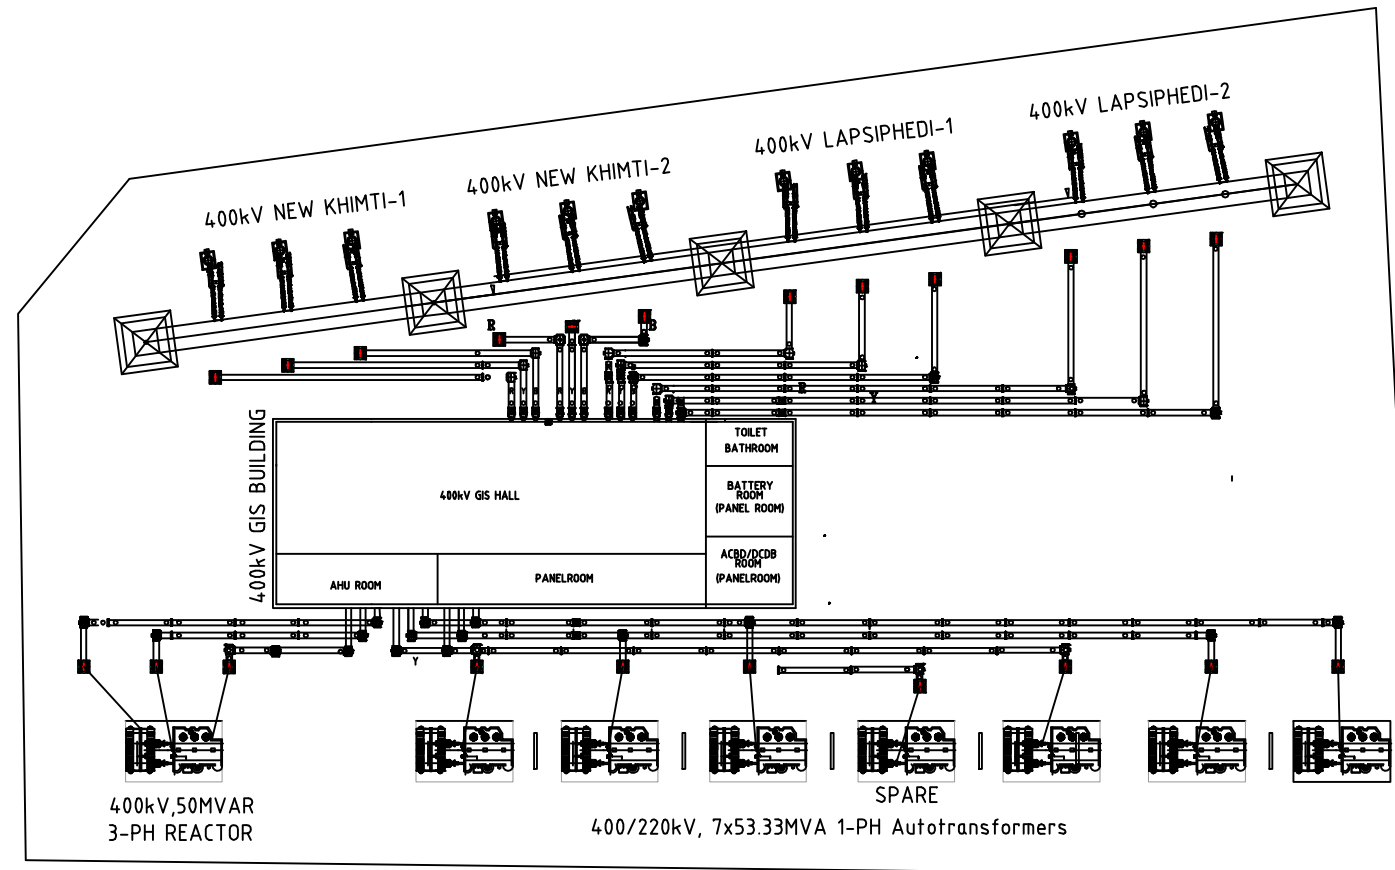 400kV LAPSIPHEDI-2
400kV LAPSIPHEDI-1
400kV NEW KHIMTI-2
400kV NEW KHIMTI-1
Y
Y
R
B
R
Y
400kV GIS BUILDING
TOILET
BATHROOM
400kV GIS HALL
BATTERY
ROOM
(PANEL ROOM)
ACBD/DCDB
ROOM
(PANELROOM)
AHU ROOM
PANELROOM
Y
SPARE
400kV,50MVAR
3-PH REACTOR
400/220kV, 7x53.33MVA 1-PH Autotransformers